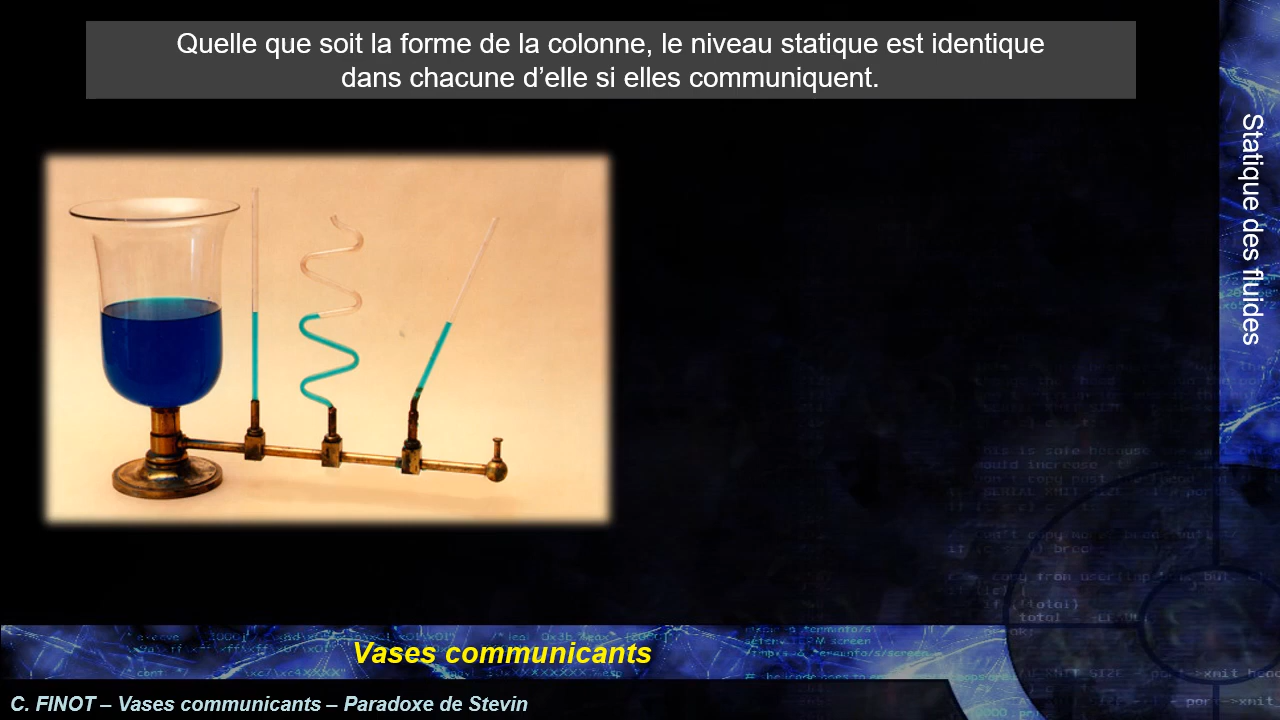 Quelle que soit la forme de la colonne, le niveau statique est identique
dans chacune d’elle si elles communiquent.
Statique des fluides
Vases communicants
C. FINOT – Vases communicants – Paradoxe de Stevin